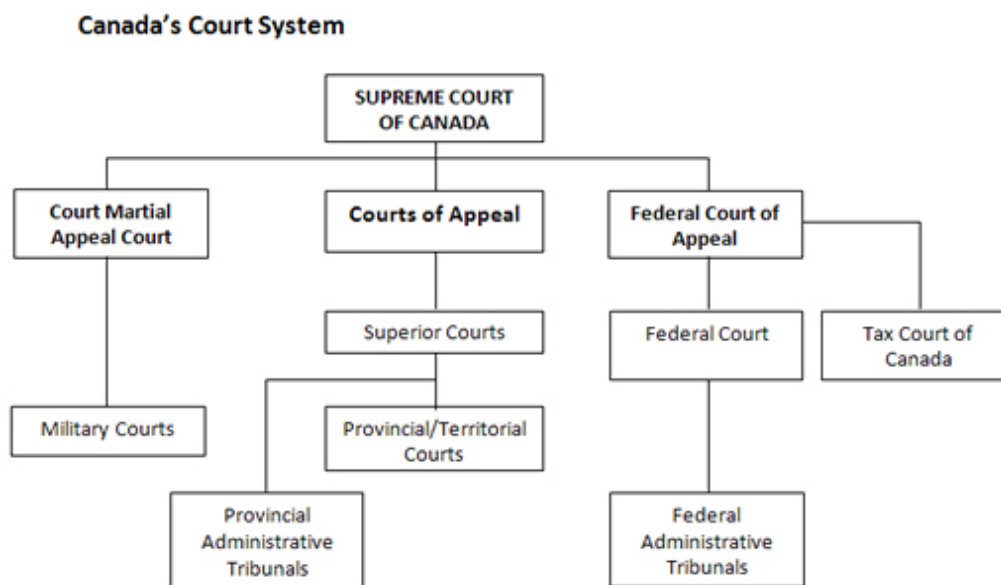 Canada's Court System
SUPREME COURT
OF CANADA
Court Martial
Appeal Court
Courts of Appeal
Federal Court of
Appeal
Superior Courts
Federal Court
Tax Court of
Canada
Military Courts
Provincial/Territorial
Courts
Provincial
Administrative
Tribunals
Federal
Administrative
Tribunals